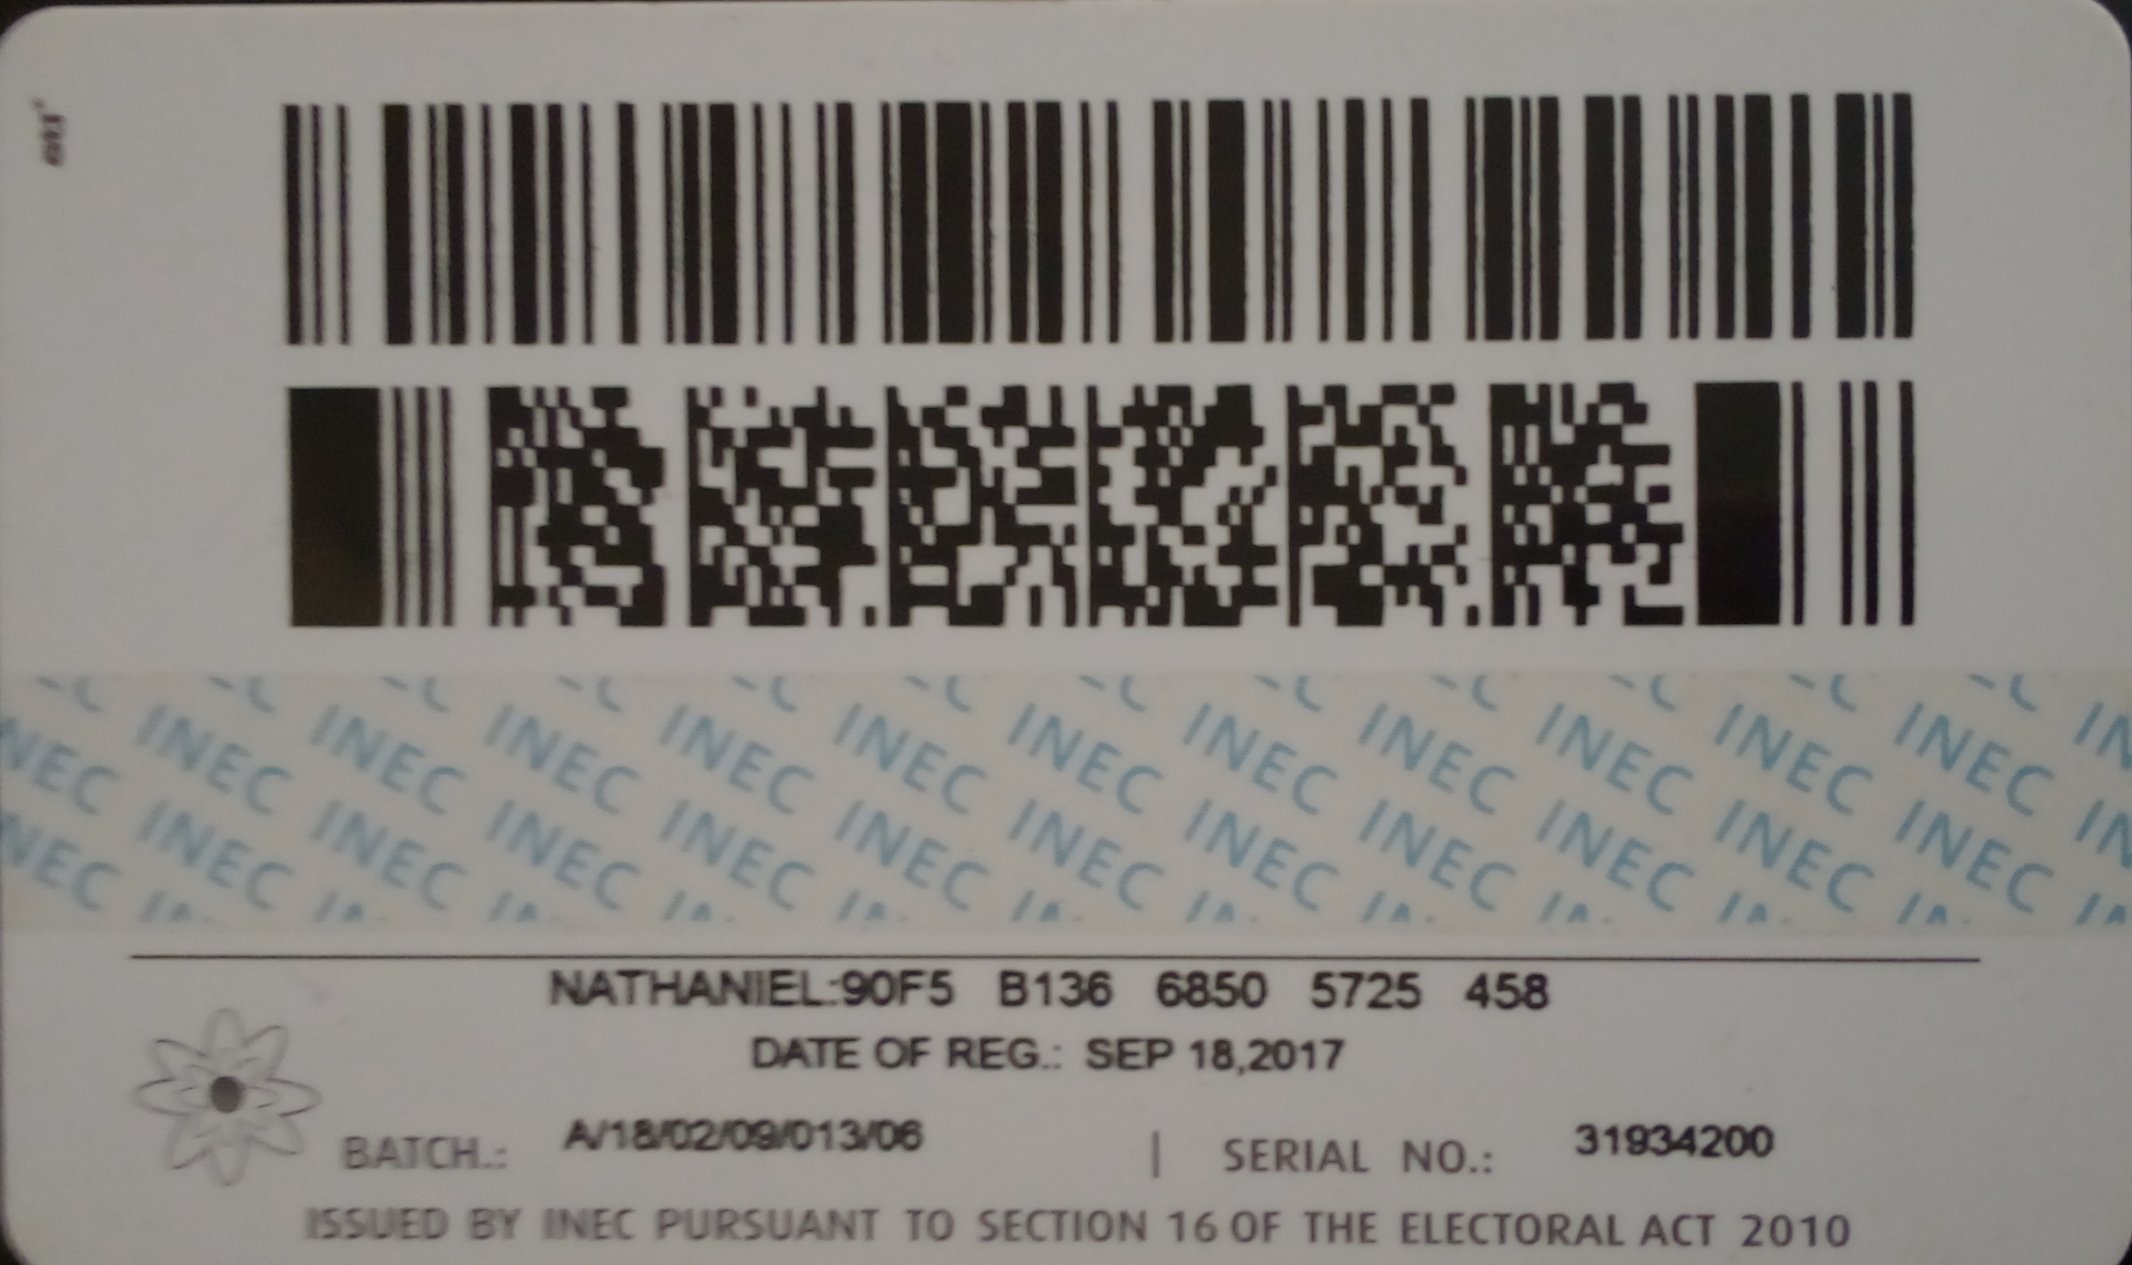 INEC INEC INEC INEC INEC INEC INEC INEC INEC INEC INEC
INEC INEC INEC INEC INEC INEC INEC INEC INEC INEC INEC
NATHANIEL:90F5 B136 6850 5725 458
DATE OF REG.: SEP 18,2017
BATCH.: A/18/02/09/013/06 | SERIAL NO.: 31934200
ISSUED BY INEC PURSUANT TO SECTION 16 OF THE ELECTORAL ACT 2010